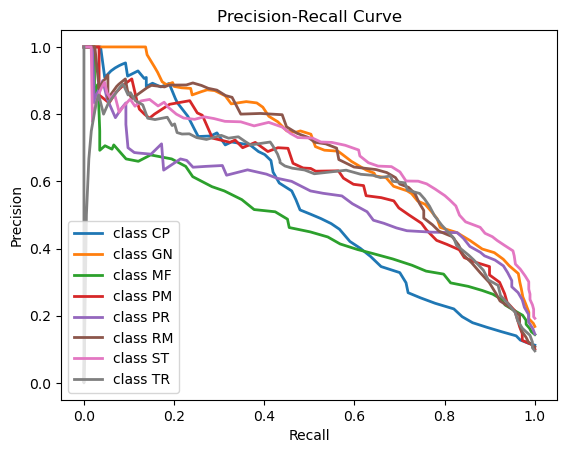 Precision-Recall Curve
1.0
0.8
0.6
0.4
0.2
0.0
Precision
class CP
class GN
class MF
class PM
class PR
class RM
class ST
class TR
0.0 0.2 0.4 0.6 0.8 1.0
Recall